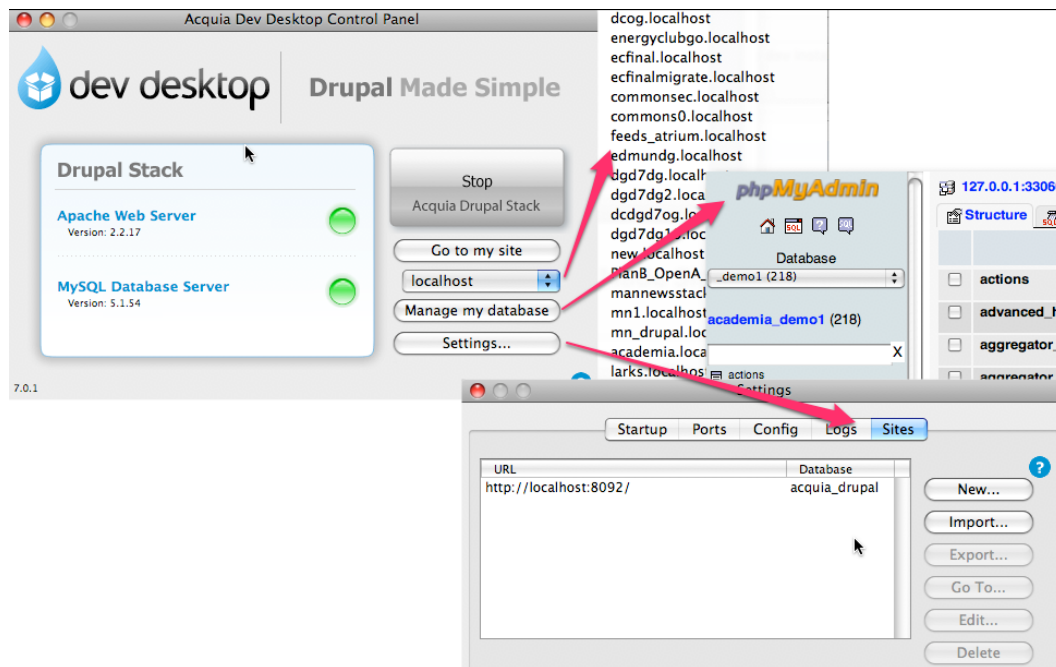 Acquia Dev Desktop Control Panel
dev desktop
Drupal Made Simple
Drupal Stack
Apache Web Server
Version: 2.2.17
MySQL Database Server
Version: 5.1.54
7.0.1
Stop
Acquia Drupal Stack
Go to my site
localhost
Manage my database
Settings...
dcog.localhost
energyclubgo.localhost
ecfinal.localhost
ecfinalmigrate.localhost
commonsec.localhost
commons0.localhost
feeds_atrium.localhost
edmundg.localhost
dgd7dg.localh
dgd7dg2.loca
dcdgd7og.lo
new.localhost
mannewsstack
mn1.localhost
mn_drupal.loc
academia.loca
larks.localhos
phpMyAdmin
SQL
Database
_demo1 (218)
academia_demo1 (218)
X
actions
127.0.0.1:3306
Structure
actions
advanced_h
aggregator_
aggregator
Settings
Startup
Ports
Config
Logs
Sites
URL
Database
http://localhost:8092/
acquia_drupal
?
New...
Import...
Export...
Go To...
Edit...
Delete